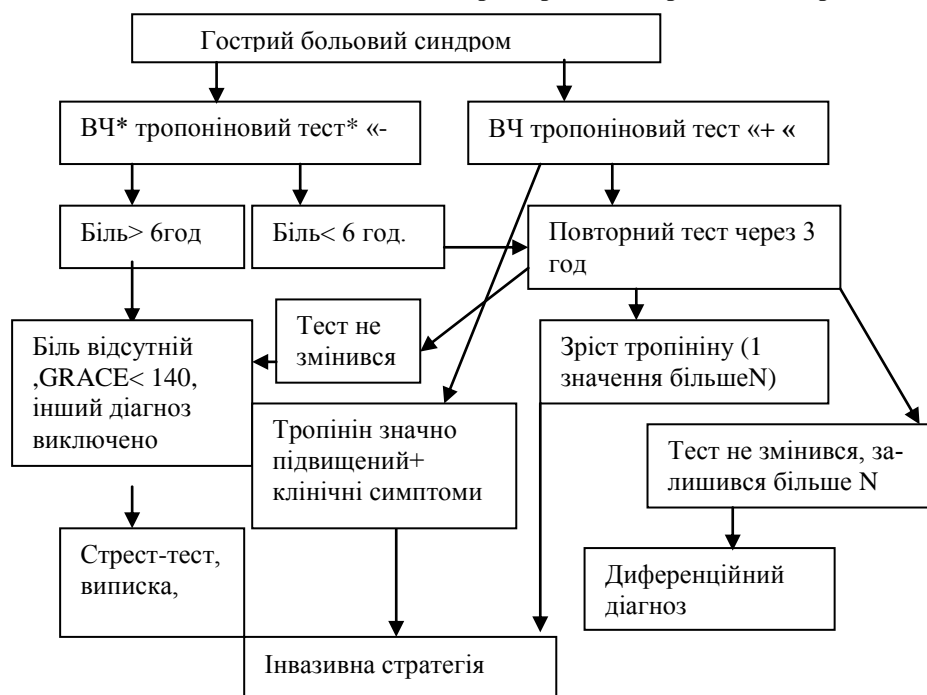 Гострий больовий синдром
ВЧ* тропоніновий тест* «-
ВЧ тропоніновий тест «+ «
Біль> 6год
Біль< 6 год.
Повторний тест через 3
год
Тест не
змінився
Зріст тропініну (1
значення більшеN)
Біль відсутній
,GRACE< 140,
інший діагноз
виключено
Тропінін значно
підвищений+
клінічні симптоми
Тест не змінився, за-
лишився більше N
Стрест-тест,
виписка,
Диференційний
діагноз
Інвазивна стратегія